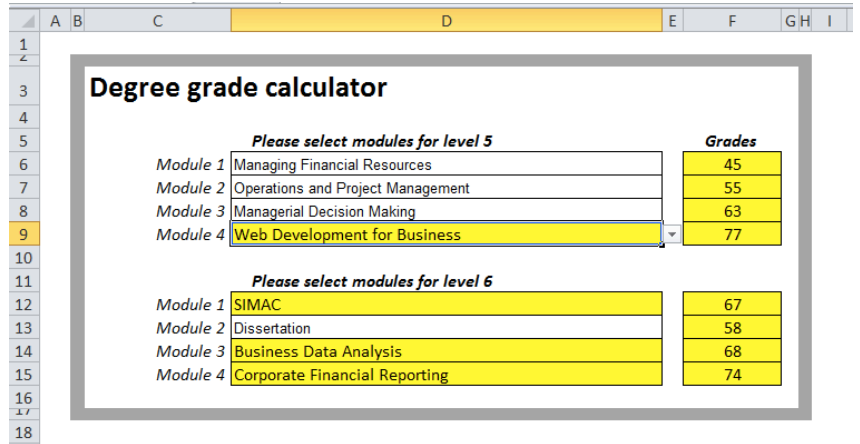 A B C D E F G H I
1
2
3 Degree grade calculator
4
5 Please select modules for level 5 Grades
6 Module 1 Managing Financial Resources 45
7 Module 2 Operations and Project Management 55
8 Module 3 Managerial Decision Making 63
9 Module 4 Web Development for Business 77
10
11 Please select modules for level 6
12 Module 1 SIMAC 67
13 Module 2 Dissertation 58
14 Module 3 Business Data Analysis 68
15 Module 4 Corporate Financial Reporting 74
16
17
18